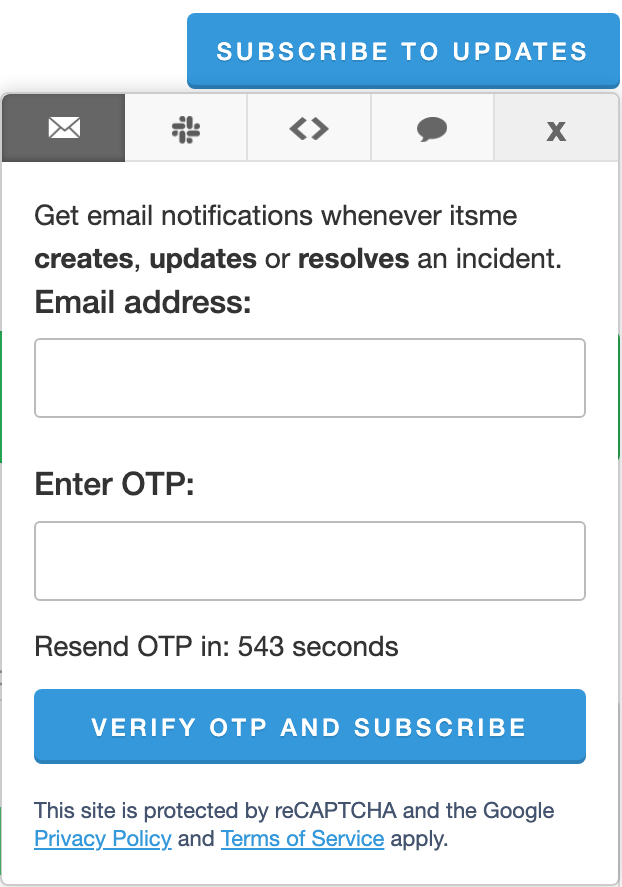 SUBSCRIBE TO UPDATES
x
Get email notifications whenever itsme
creates, updates or resolves an incident.
Email address:
Enter OTP:
Resend OTP in: 543 seconds
VERIFY OTP AND SUBSCRIBE
This site is protected by reCAPTCHA and the Google
Privacy Policy and Terms of Service apply.